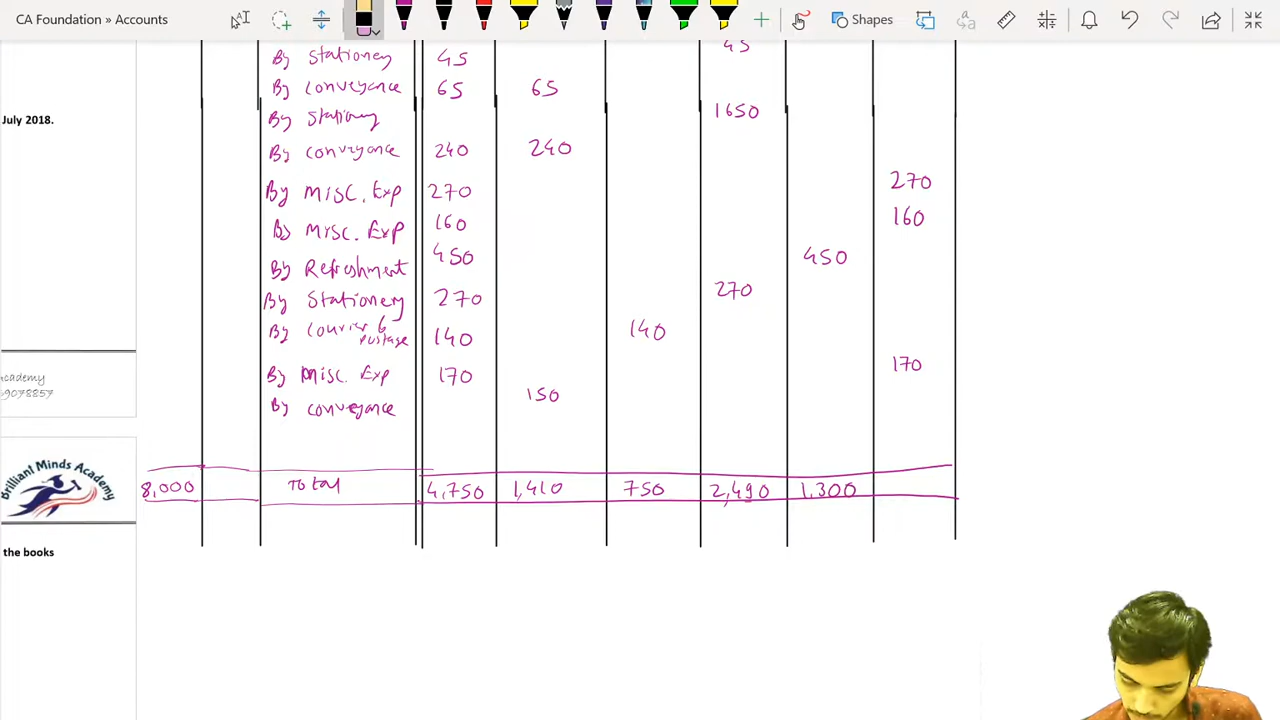 CA Foundation » Accounts
Shapes
45
By Stationery 45
By Conveyance 65 65
July 2018.
By Stationy 1650
By conveyance 240 240
By Misc. Exp 270 270
By Misc. Exp 160 160
By Refreshment 450 450
By Stationery 270 270
By Courier & Postage 140 140
By Misc. Exp 170 170
By conveyance 150
academy
69078857
Brilliant Minds Academy
8,000 Total 4,750 1,410 750 2,490 1,300
the books